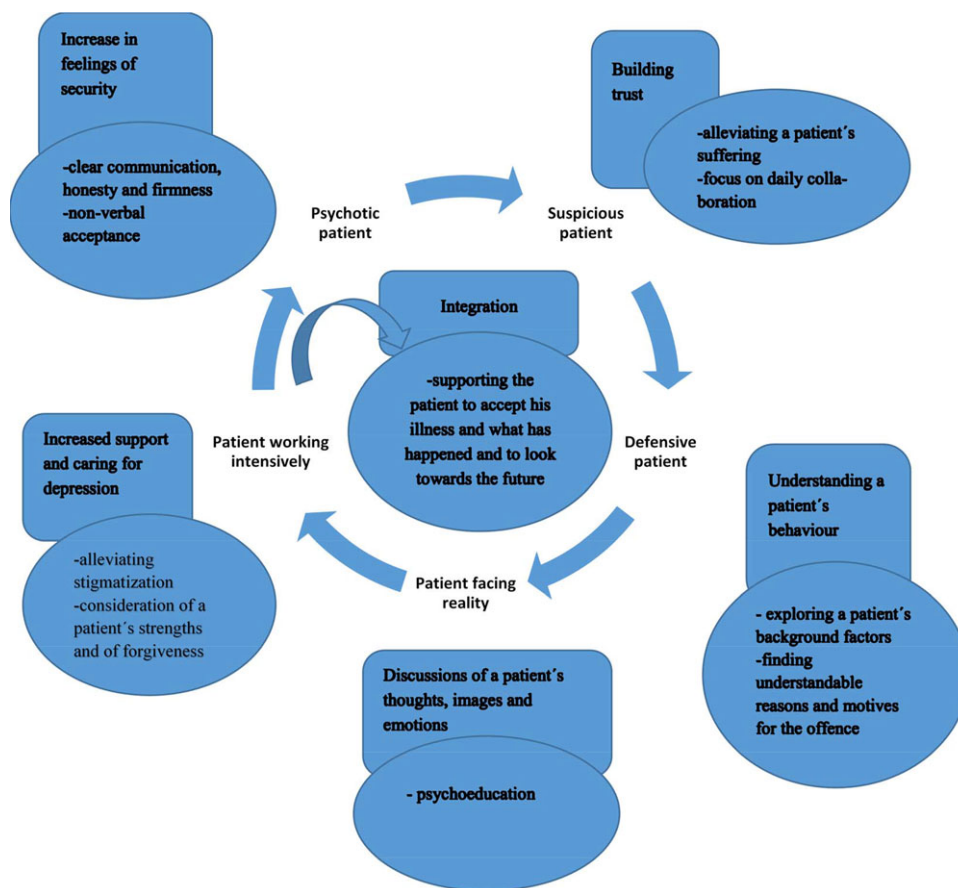 Increase in
feelings of
security
-clear communication,
honesty and firmness
-non-verbal
acceptance
Building
trust
-alleviating a patient´s
suffering
-focus on daily colla-
boration
Psychotic
patient
Suspicious
patient
Integration
-supporting the
patient to accept his
illness and what has
happened and to look
towards the future
Increased support
and caring for
depression
-alleviating
stigmatization
-consideration of a
patient´s strengths
and of forgiveness
Patient working
intensively
Defensive
patient
Understanding a
patient´s
behaviour
- exploring a patient´s
background factors
-finding
understandable
reasons and motives
for the offence
Patient facing
reality
Discussions of a patient´s
thoughts, images and
emotions
- psychoeducation